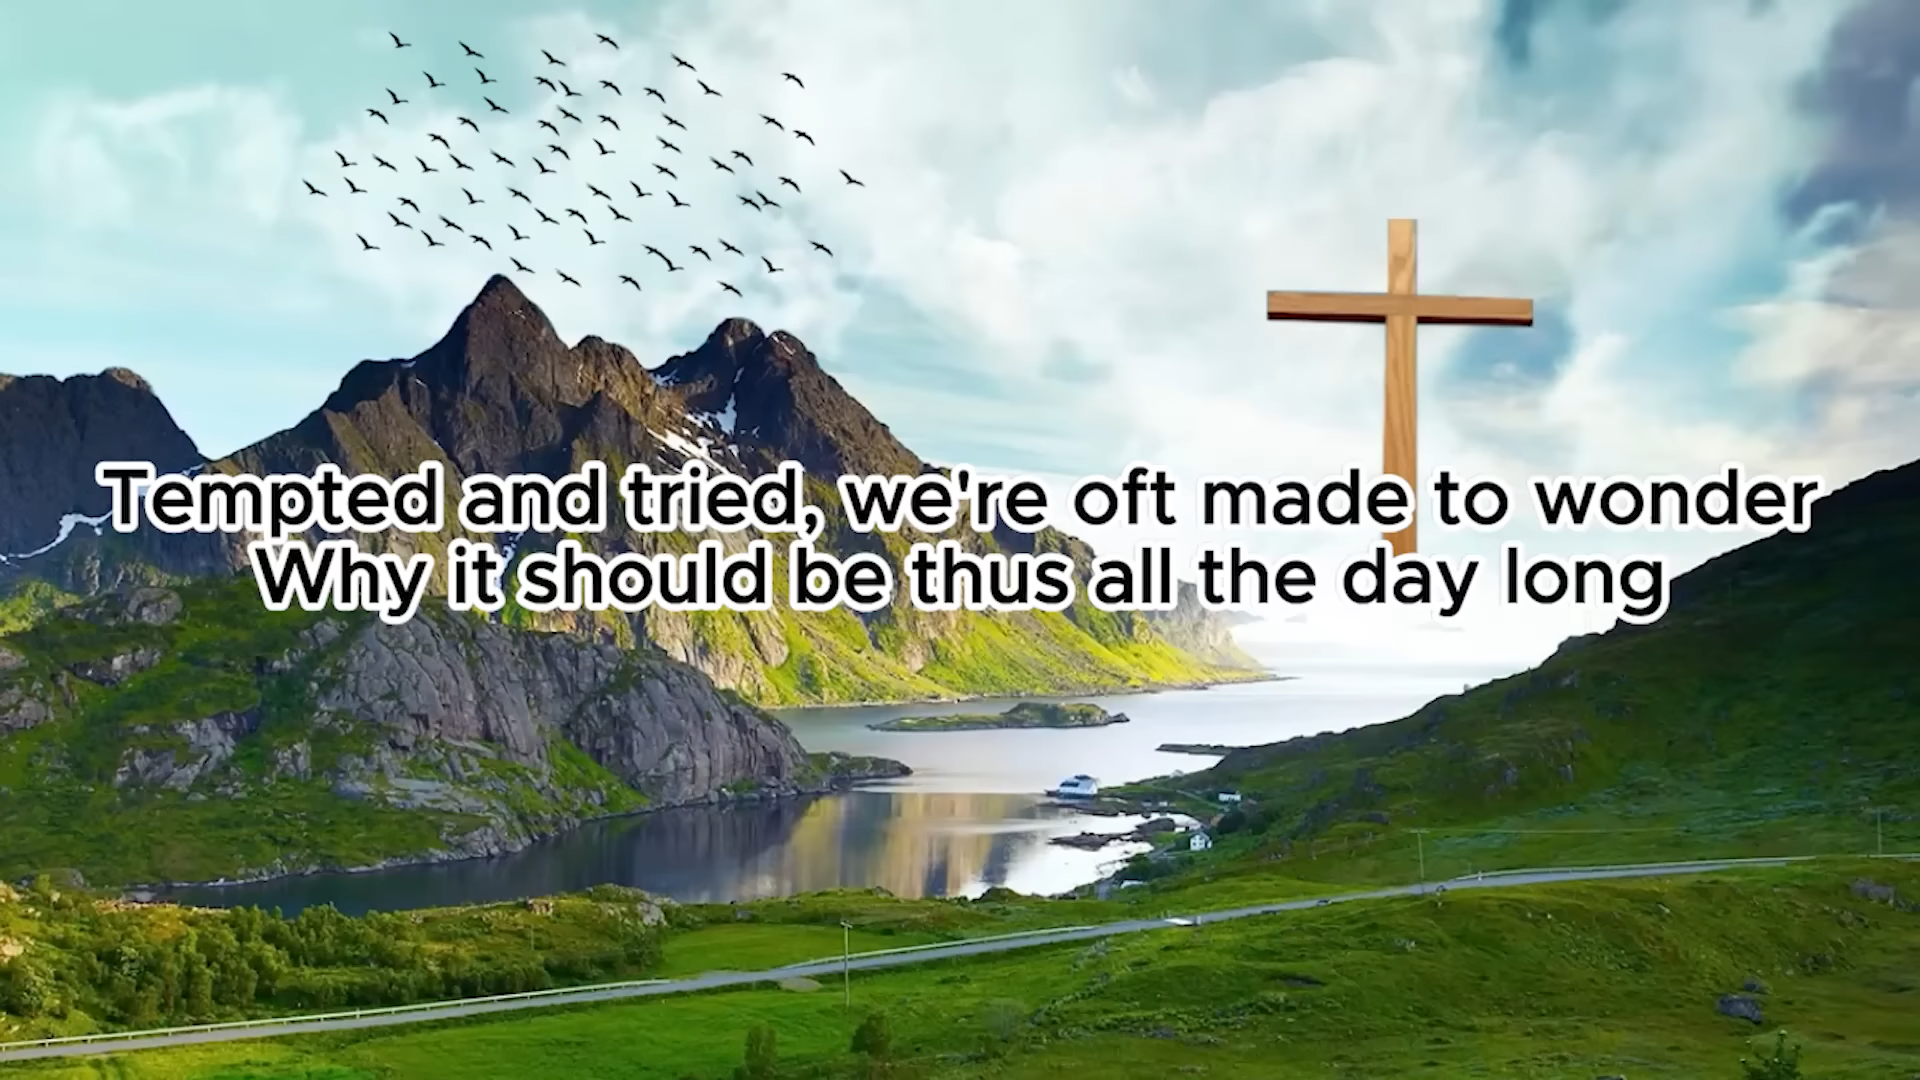 Tempted and tried, we're oft made to wonder
Why it should be thus all the day long